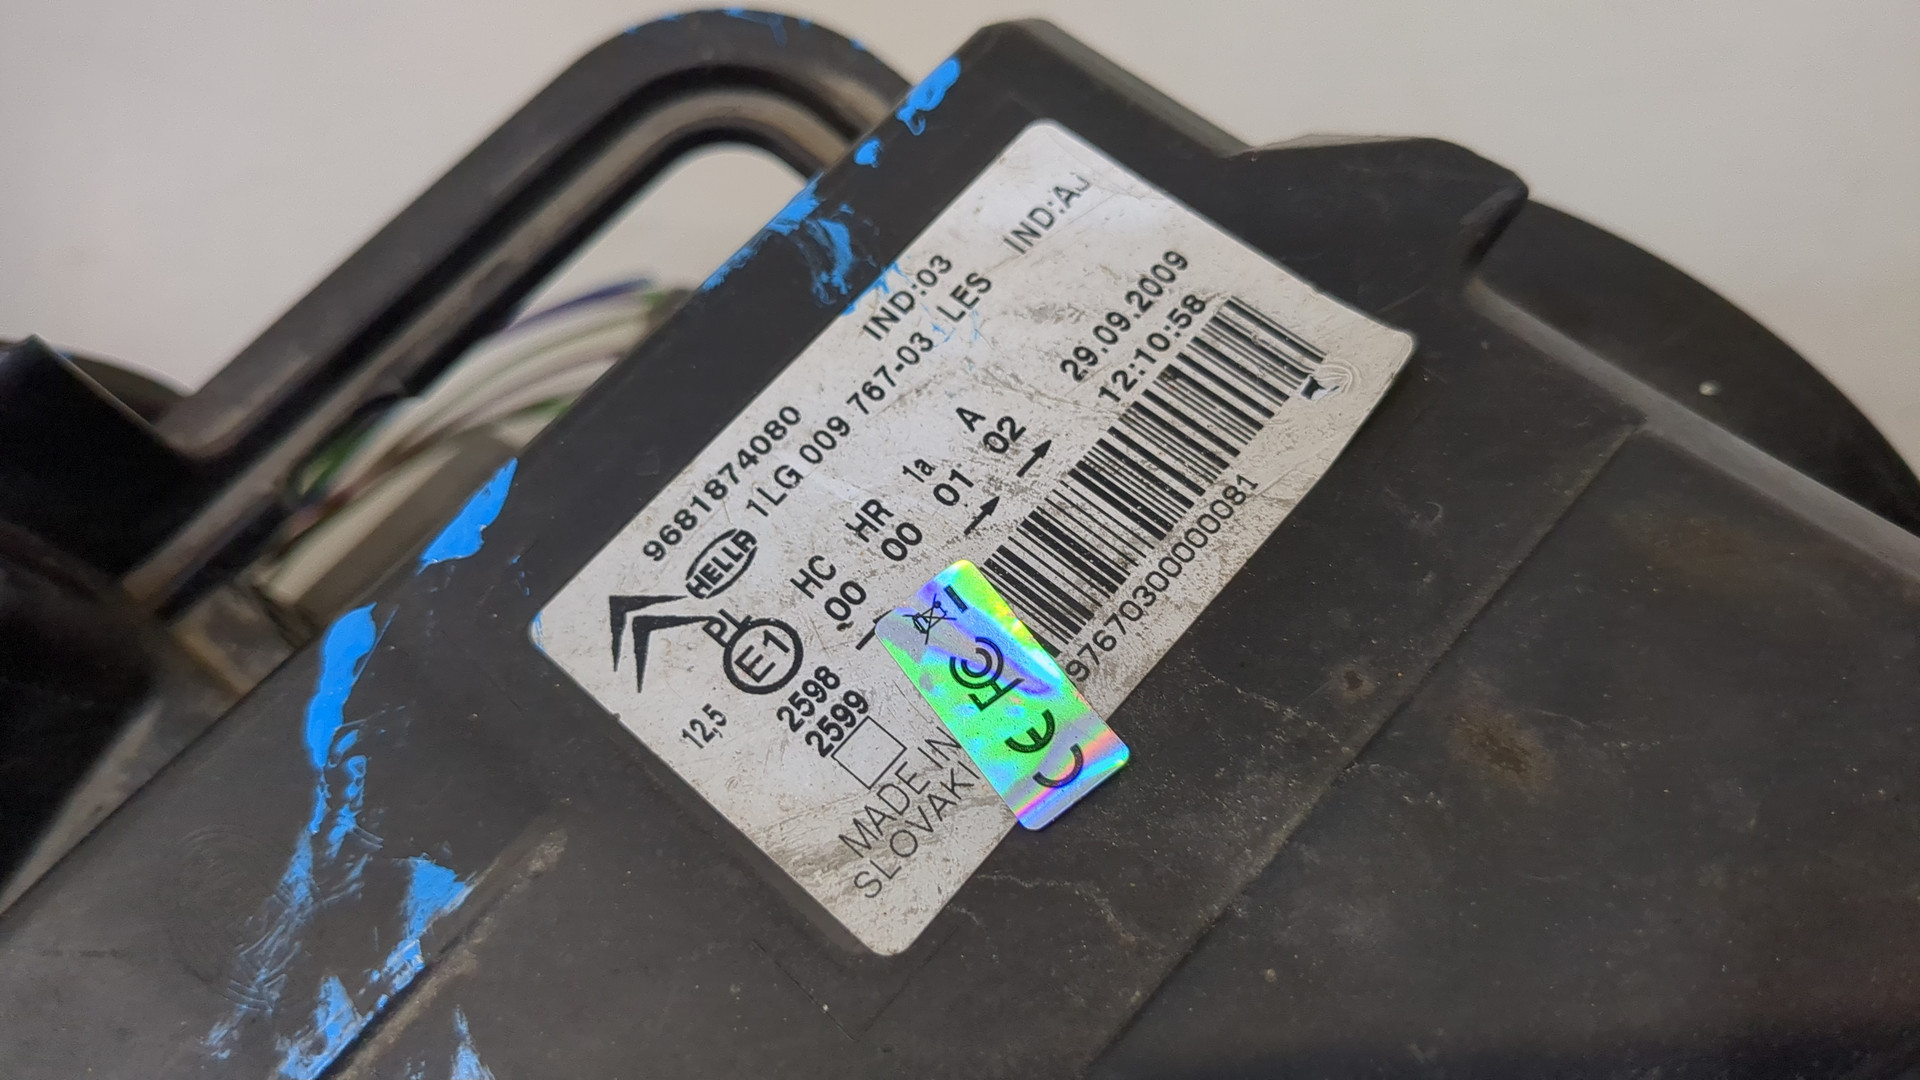 9681874080 IND:03
HELLA 1LG 009 767-03 LES IND:AJ
PL
E1
HC HR 1a A
.00 00 01 02
29.09.2009
12:10:58
12,5
2598
2599
MADE IN
SLOVAKI
9767030000081
CE